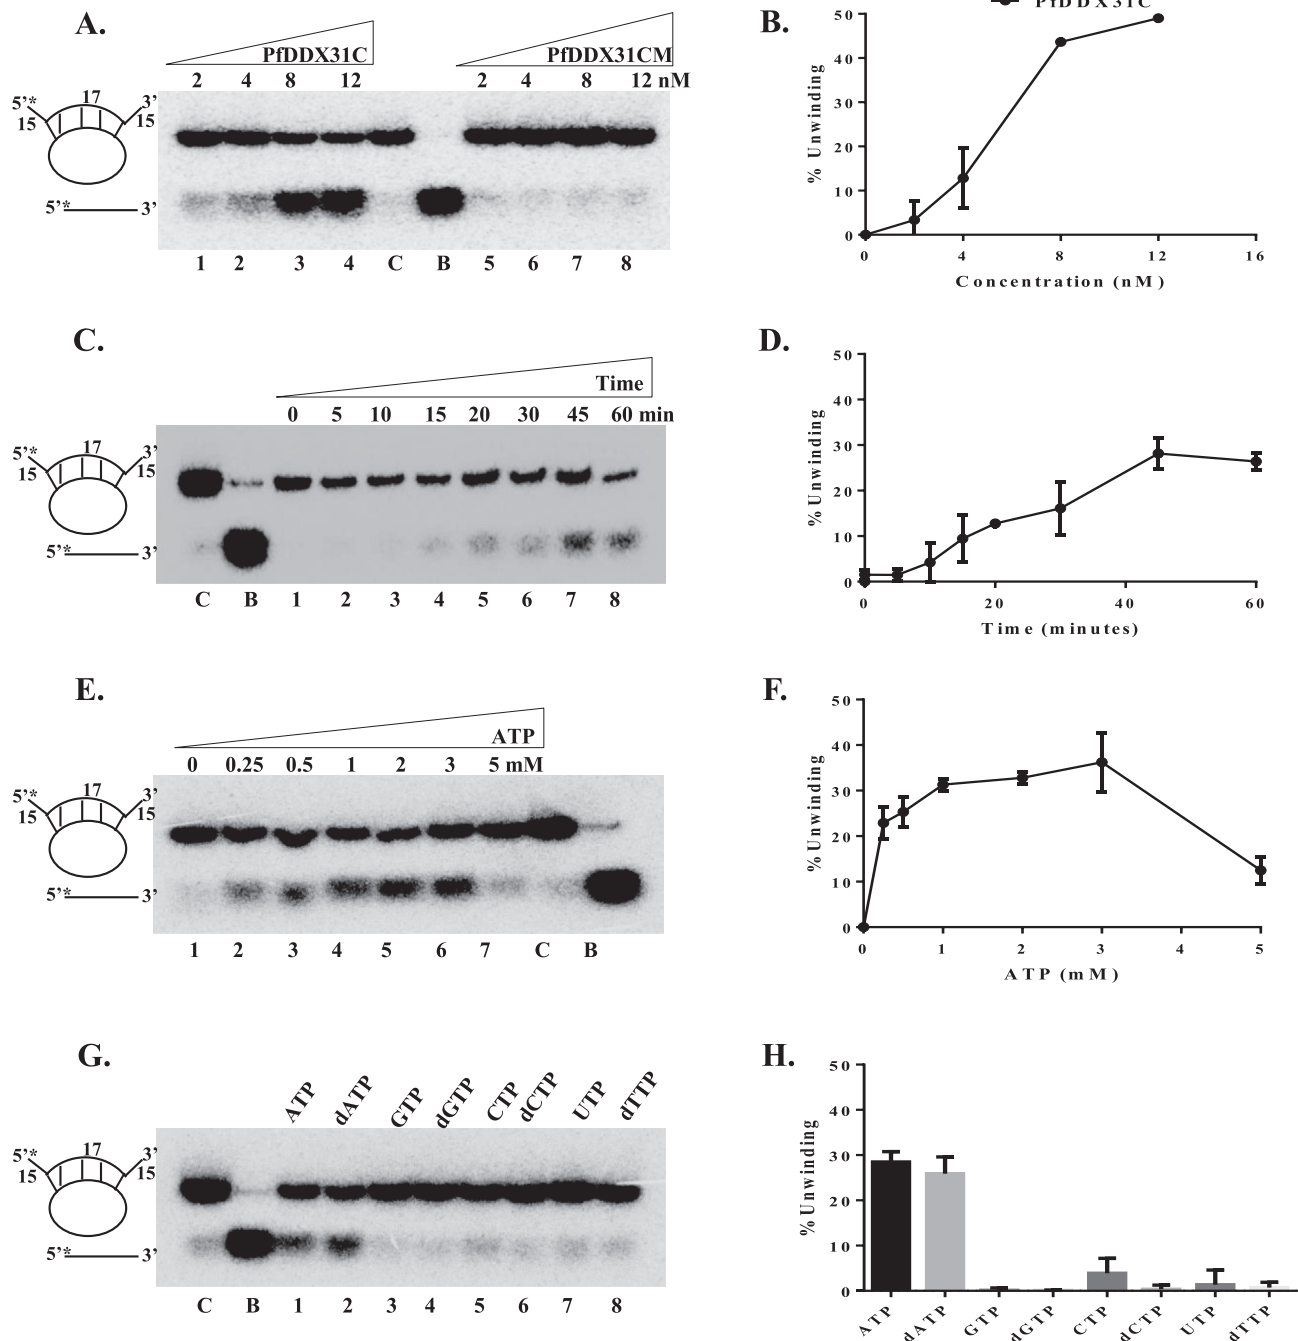 A.
PfDDX31C
PfDDX31CM
2 4 8 12 2 4 8 12 nM
5’* 17 3’
15 15
5’* 3’
1 2 3 4 C B 5 6 7 8
B.
PfDDX31C
50
40
30
20
10
0
% Unwinding
0 4 8 12 16
Concentration (nM)
C.
Time
0 5 10 15 20 30 45 60 min
5’* 17 3’
15 15
5’* 3’
C B 1 2 3 4 5 6 7 8
D.
50
40
30
20
10
0
% Unwinding
0 20 40 60
Time (minutes)
E.
ATP
0 0.25 0.5 1 2 3 5 mM
5’* 17 3’
15 15
5’* 3’
1 2 3 4 5 6 7 C B
F.
50
40
30
20
10
0
% Unwinding
0 1 2 3 4 5
ATP (mM)
G.
ATP dATP GTP dGTP CTP dCTP UTP dTTP
5’* 17 3’
15 15
5’* 3’
C B 1 2 3 4 5 6 7 8
H.
50
40
30
20
10
0
% Unwinding
ATP dATP GTP dGTP CTP dCTP UTP dTTP